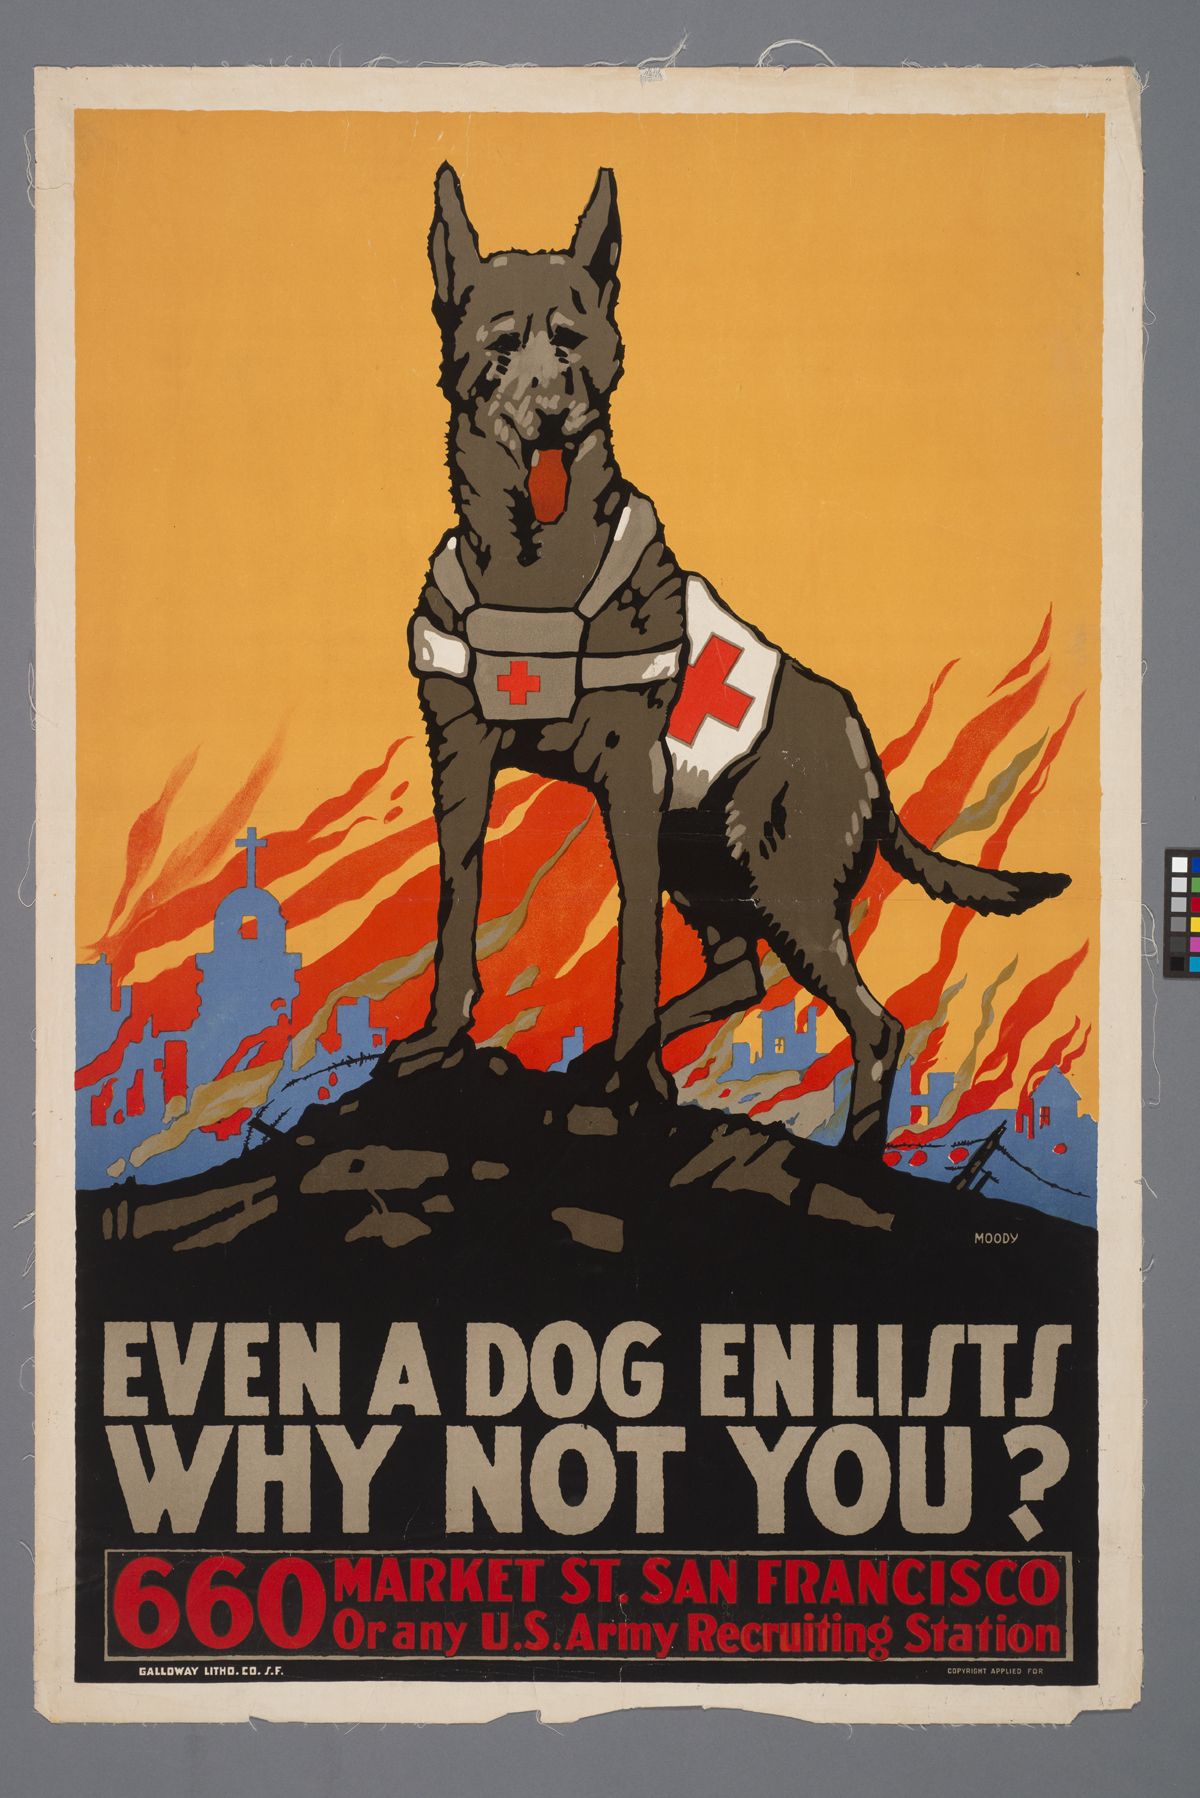 MOODY
EVEN A DOG ENLISTS
WHY NOT YOU?
660 MARKET ST. SAN FRANCISCO
Or any U.S. Army Recruiting Station
GALLOWAY LITHO. CO. S.F.
COPYRIGHT APPLIED FOR